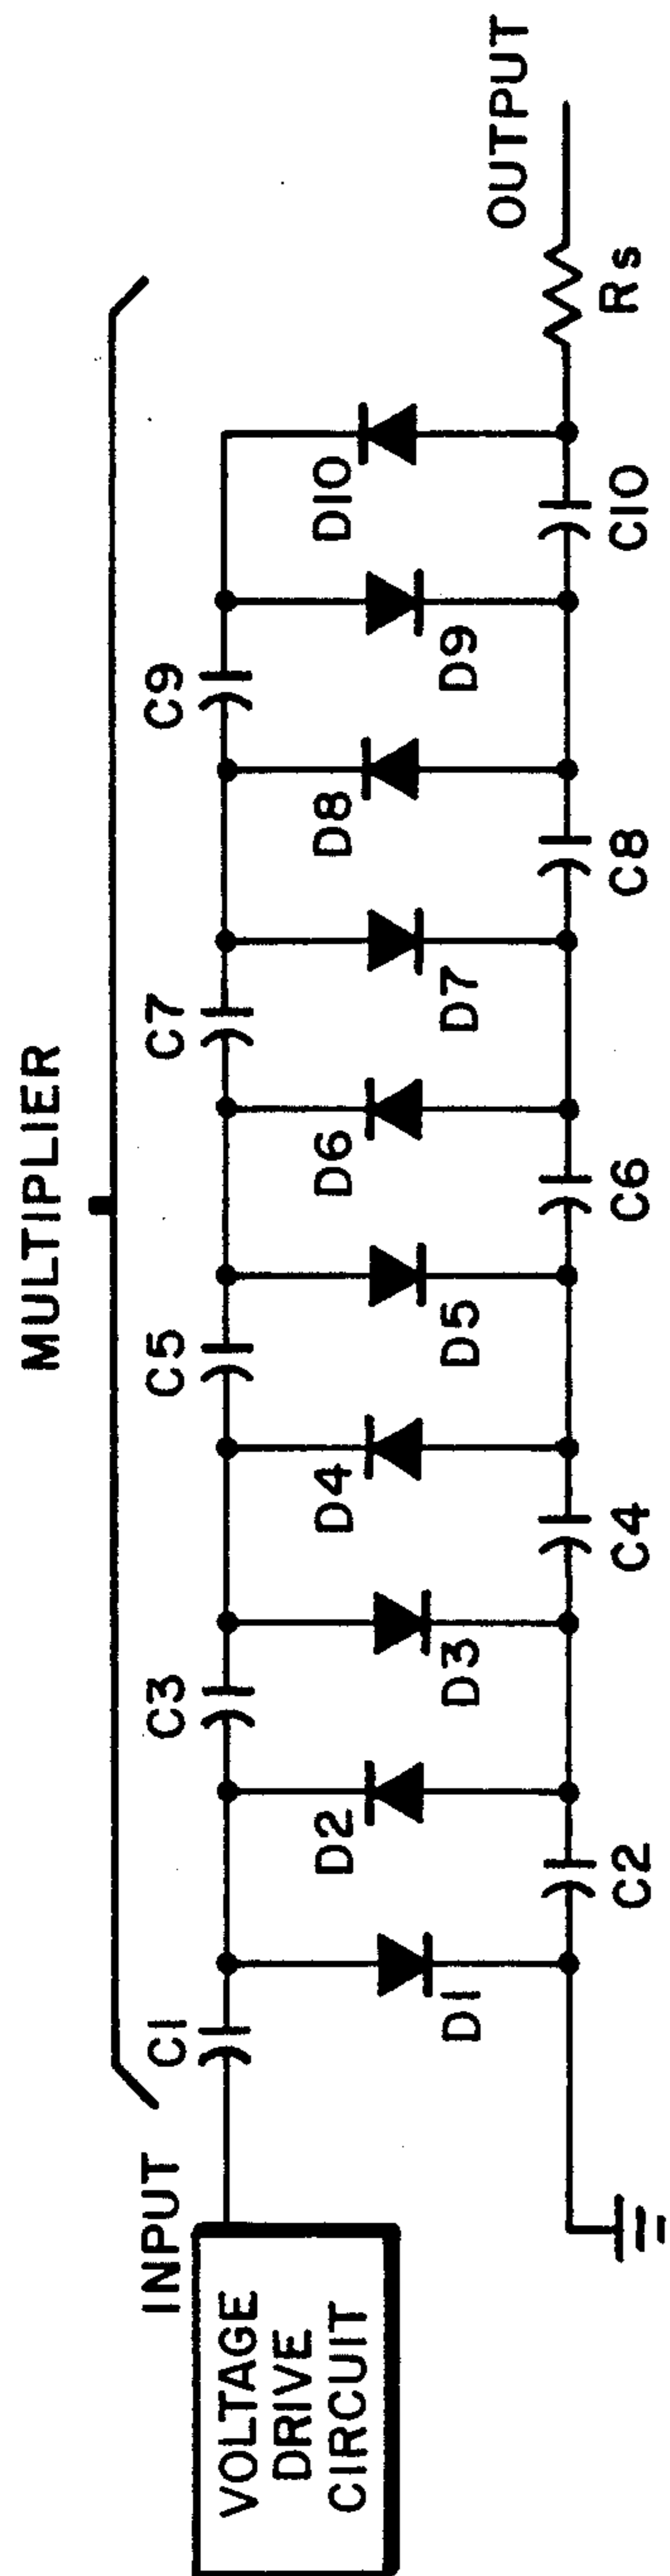 MULTIPLIER
INPUT
VOLTAGE
DRIVE
CIRCUIT
C1
C3
C5
C7
C9
D1
D2
D3
D4
D5
D6
D7
D8
D9
D10
C2
C4
C6
C8
C10
Rs
OUTPUT